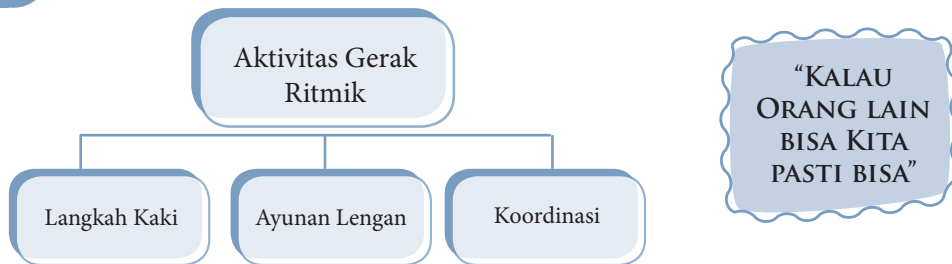 Aktivitas Gerak
Ritmik
Langkah Kaki
Ayunan Lengan
Koordinasi
“Kalau
Orang lain
bisa Kita
pasti bisa”